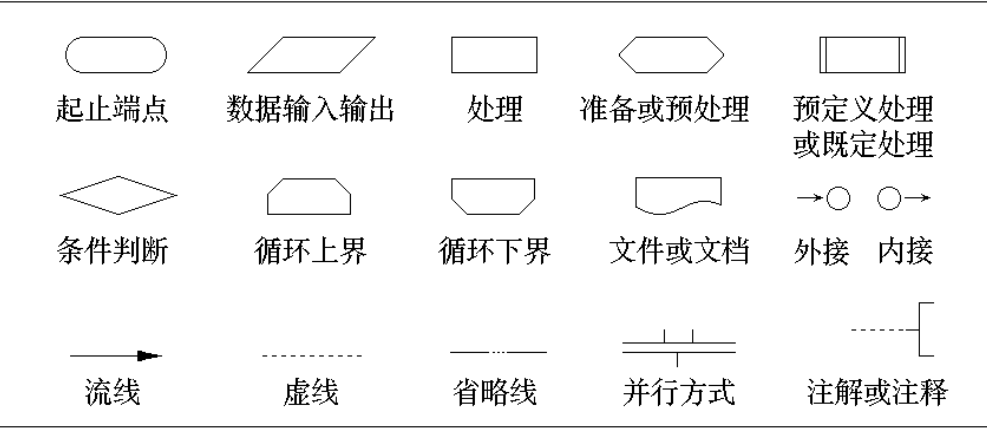 起止端点
数据输入输出
处理
准备或预处理
预定义处理
或既定处理
条件判断
循环上界
循环下界
文件或文档
外接
内接
流线
虚线
省略线
并行方式
注解或注释